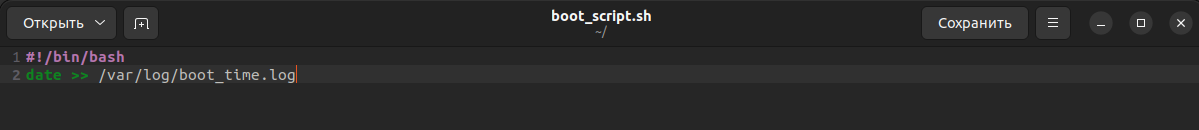 Открыть
boot_script.sh
~/
Сохранить
1 #!/bin/bash
2 date >> /var/log/boot_time.log